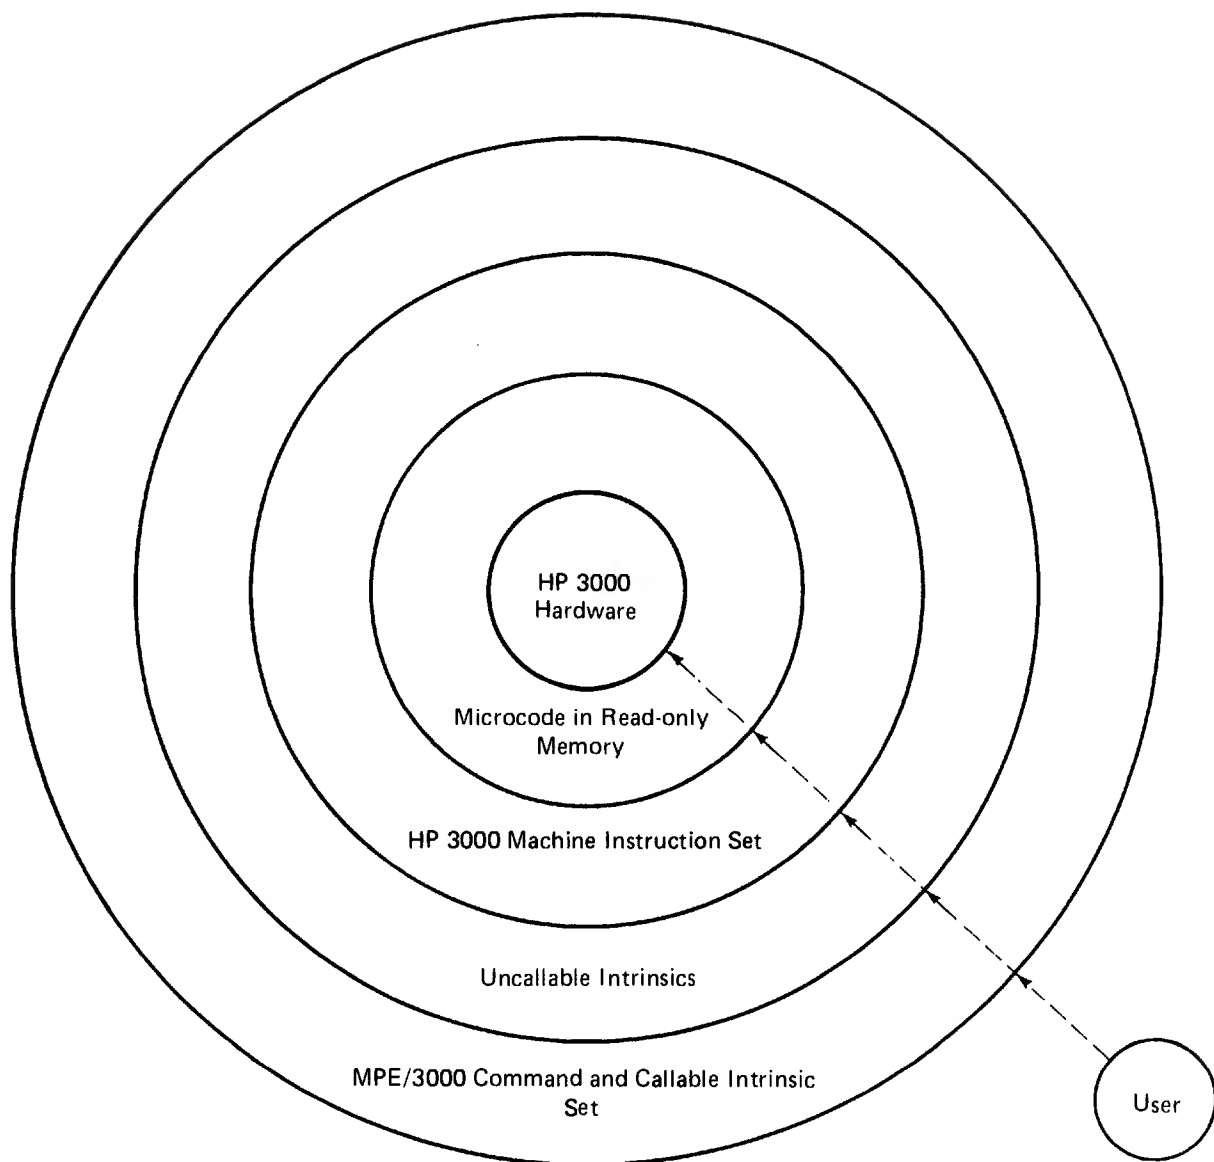 HP 3000
Hardware
Microcode in Read-only
Memory
HP 3000 Machine Instruction Set
Uncallable Intrinsics
MPE/3000 Command and Callable Intrinsic
Set
User